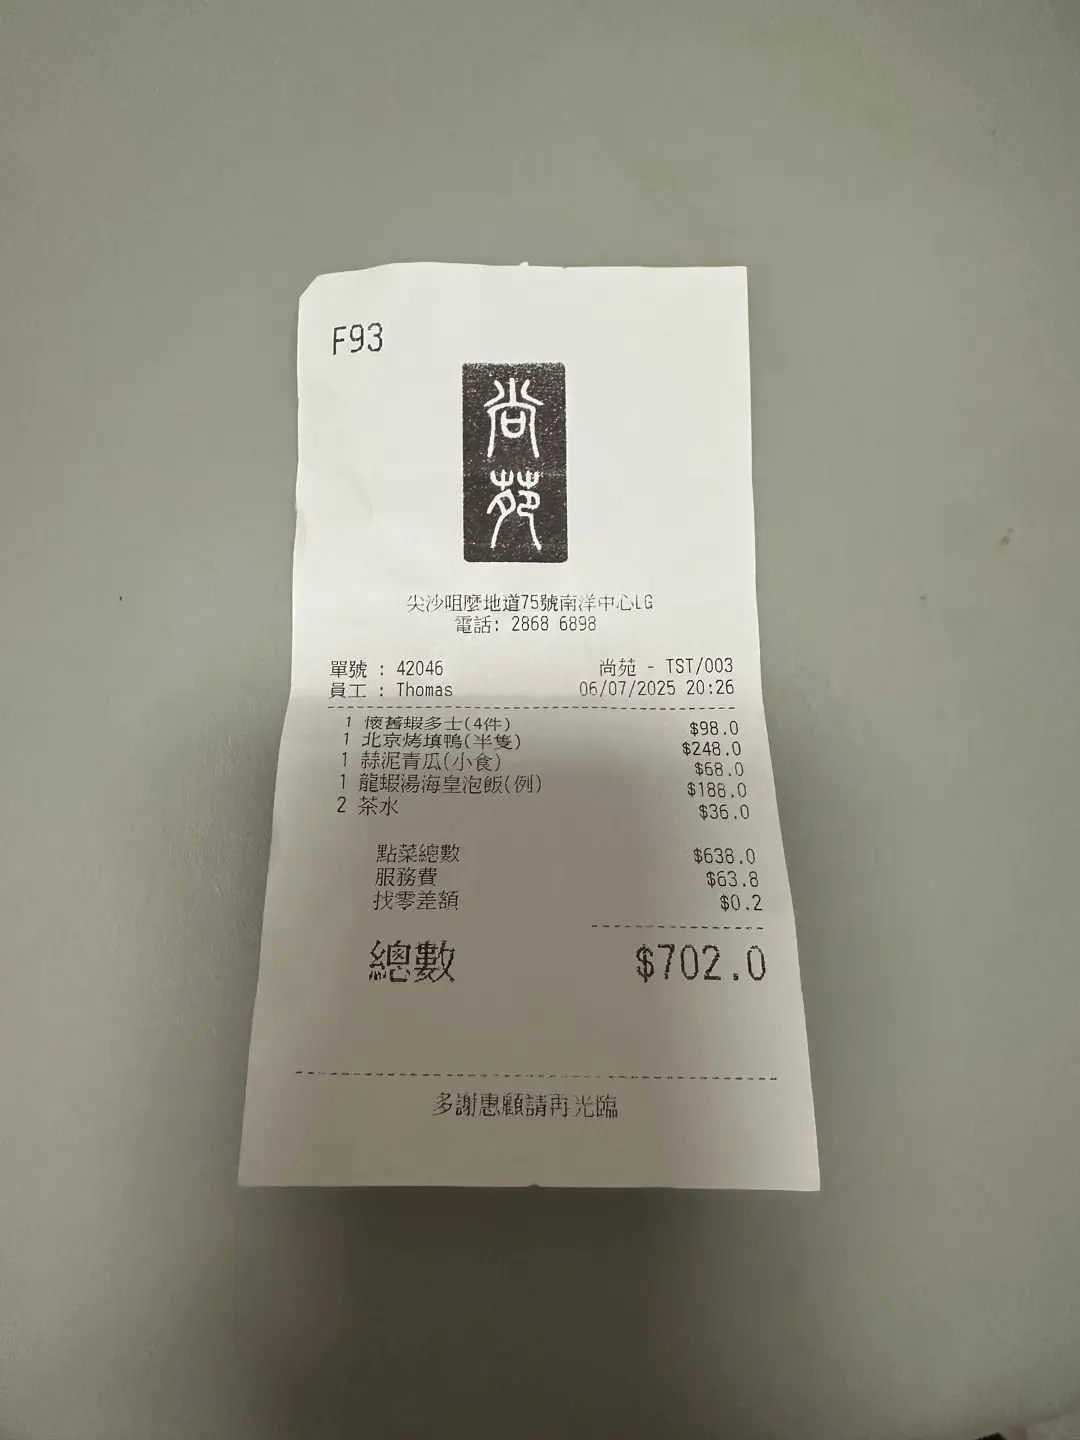 F93
尚苑
尖沙咀麼地道75號南洋中心LG
電話: 2868 6898
單號 : 42046 尚苑 - TST/003
員工 : Thomas 06/07/2025 20:26
1 懷舊蝦多士(4件) $98.0
1 北京烤填鴨(半隻) $248.0
1 蒜泥青瓜(小食) $68.0
1 龍蝦湯海皇泡飯(例) $188.0
2 茶水 $36.0
點菜總數 $638.0
服務費 $63.8
找零差額 $0.2
總數 $702.0
多謝惠顧請再光臨